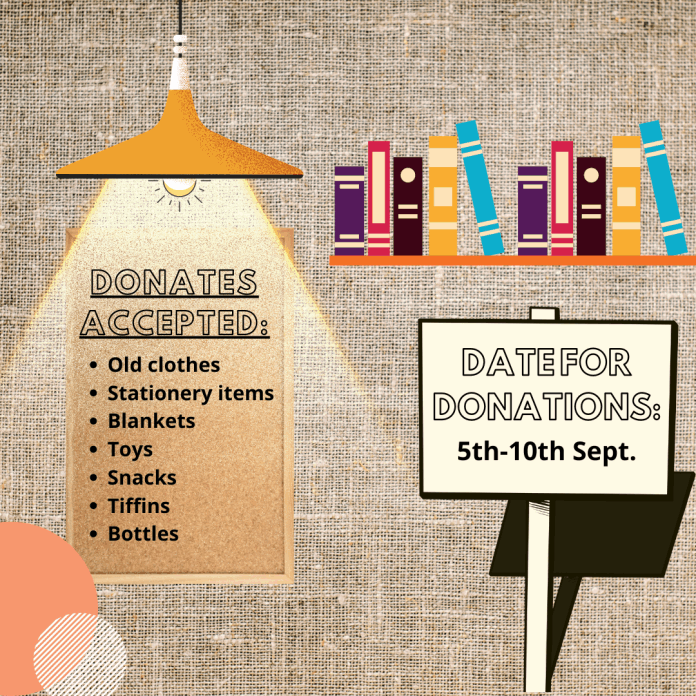 DONATES
ACCEPTED:
• Old clothes
• Stationery items
• Blankets
• Toys
• Snacks
• Tiffins
• Bottles
DATE FOR
DONATIONS:
5th-10th Sept.